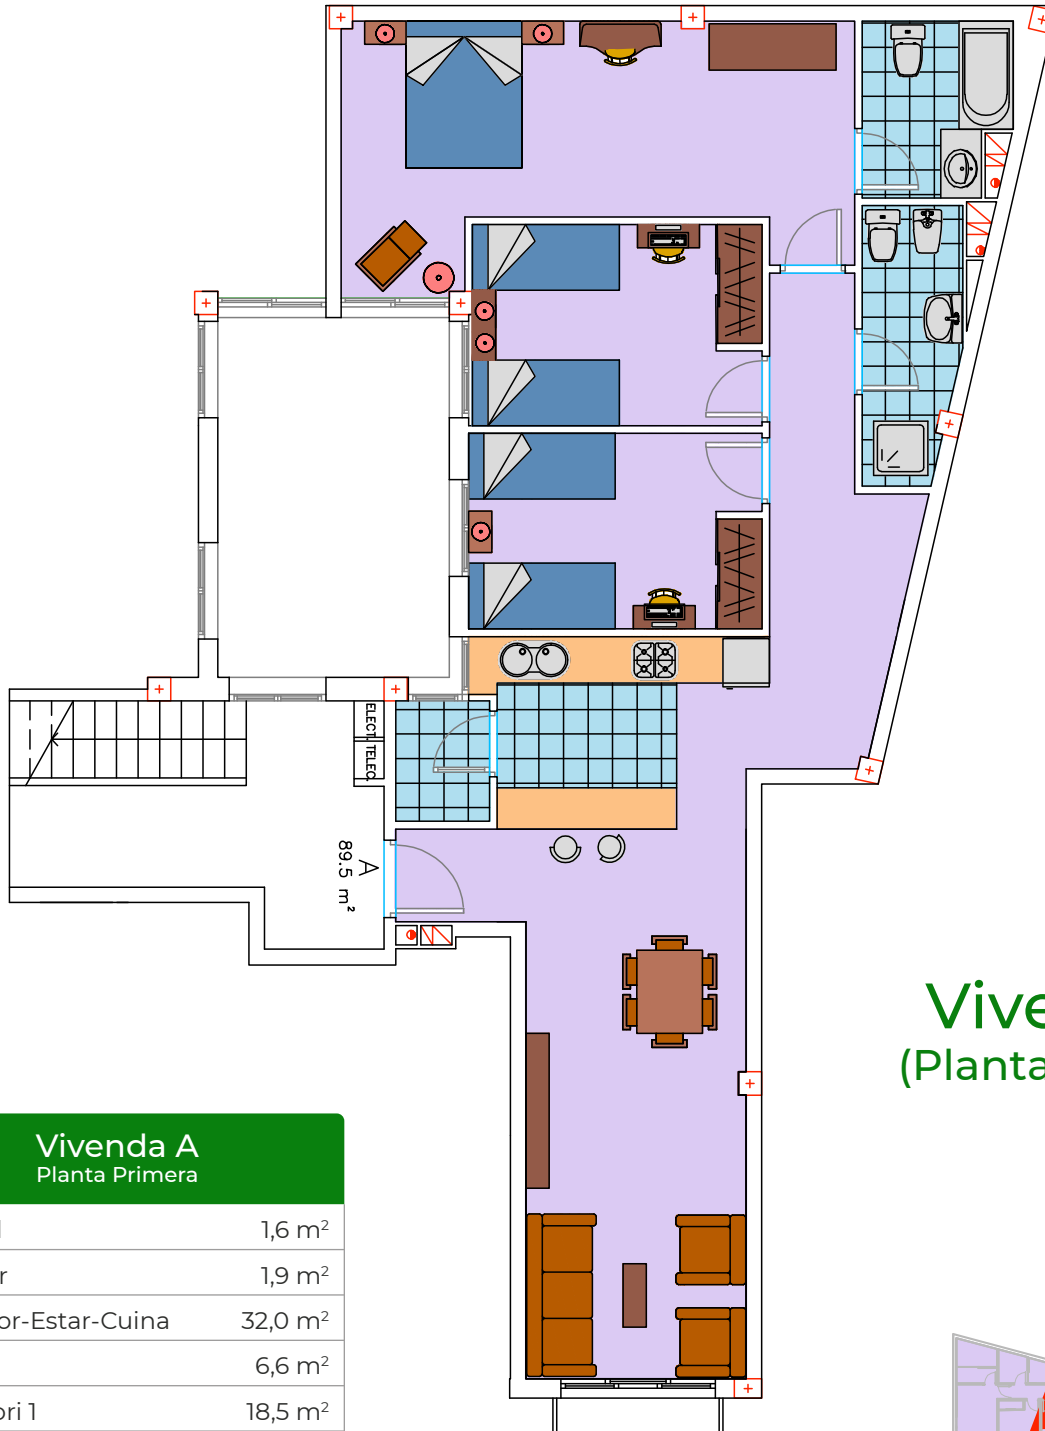 ELECT.
TELEC.
A
89.5 m²
Vive
(Planta
Vivenda A
Planta Primera
1,6 m²
r 1,9 m²
or-Estar-Cuina 32,0 m²
6,6 m²
ori 1 18,5 m²